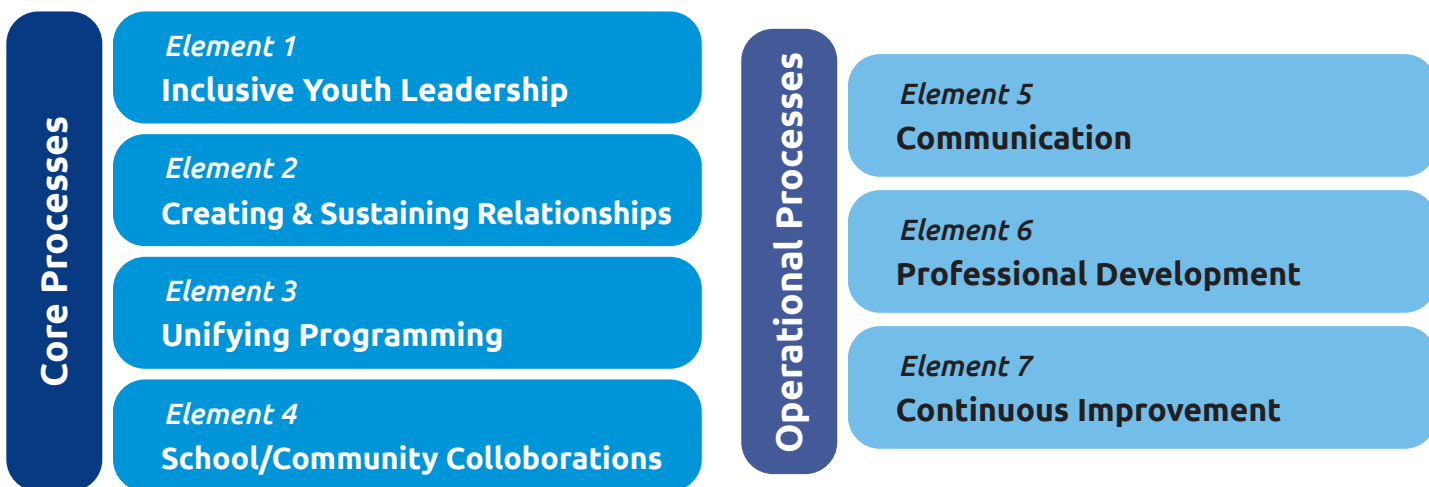 Core Processes
Element 1
Inclusive Youth Leadership
Element 2
Creating & Sustaining Relationships
Element 3
Unifying Programming
Element 4
School/Community Colloborations
Operational Processes
Element 5
Communication
Element 6
Professional Development
Element 7
Continuous Improvement